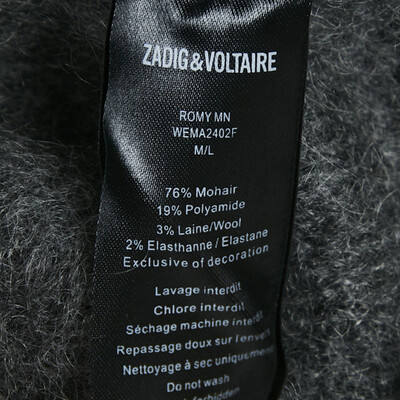 ZADIG&VOLTAIRE
ROMY MN
WEMA2402F
M/L
76% Mohair
19% Polyamide
3% Laine/Wool
2% Elasthanne / Elastane
Exclusive of decoration
Lavage interdit
Chlore interdit
Séchage machine interdit
Repassage doux sur l'envers
Nettoyage à sec uniquement
Do not wash
forbidden